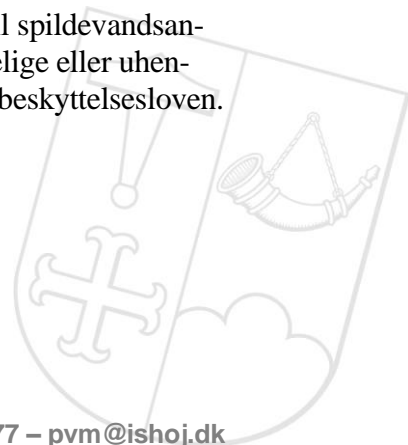 l spildevandsan-
elige eller uhen-
beskyttelsesloven.
77 – pvm@ishoj.dk